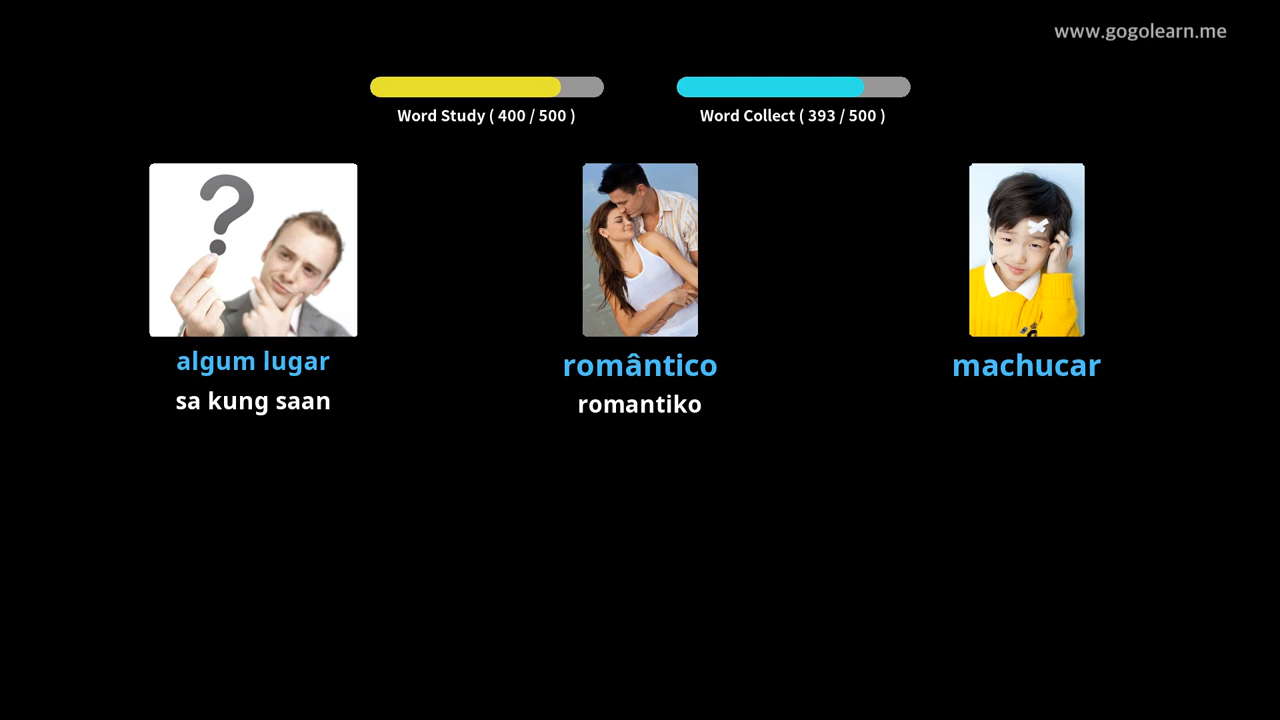 www.gogolearn.me
Word Study ( 400 / 500 )
Word Collect ( 393 / 500 )
?
algum lugar
romântico
machucar
sa kung saan
romantiko